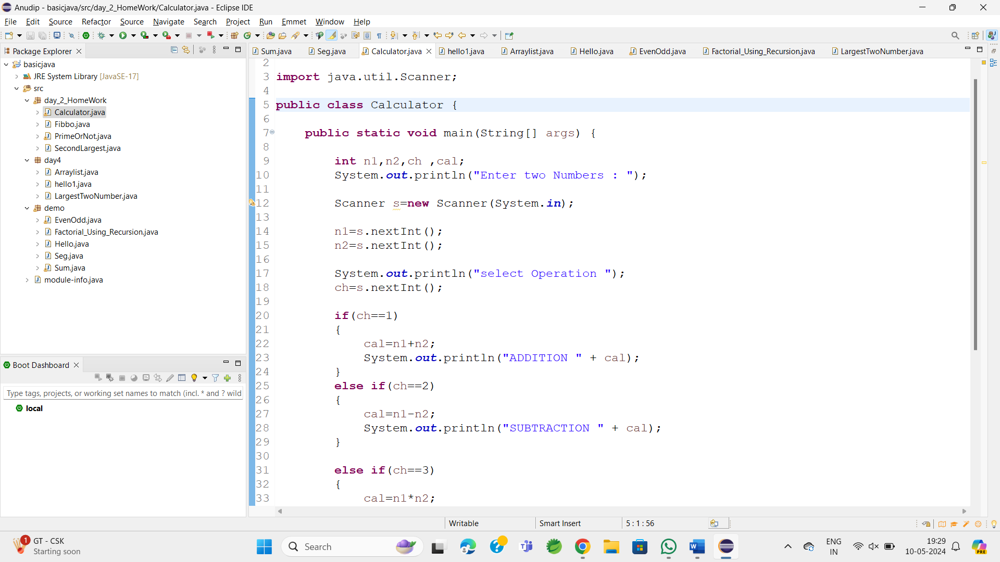 Anudip - basicjava/src/day_2_HomeWork/Calculator.java - Eclipse IDE
File Edit Source Refactor Source Navigate Search Project Run Emmet Window Help
Package Explorer
basicjava
JRE System Library [JavaSE-17]
src
day_2_HomeWork
Calculator.java
Fibbo.java
PrimeOrNot.java
SecondLargest.java
day4
Arraylist.java
hello1.java
LargestTwoNumber.java
demo
EvenOdd.java
Factorial_Using_Recursion.java
Hello.java
Seg.java
Sum.java
module-info.java
Boot Dashboard
Type tags, projects, or working set names to match (incl. * and ? wild
local
Sum.java Seg.java Calculator.java hello1.java Arraylist.java Hello.java EvenOdd.java Factorial_Using_Recursion.java LargestTwoNumber.java
2
3 import java.util.Scanner;
4
5 public class Calculator {
6
7 public static void main(String[] args) {
8
9 int n1,n2,ch ,cal;
10 System.out.println("Enter two Numbers : ");
11
12 Scanner s=new Scanner(System.in);
13
14 n1=s.nextInt();
15 n2=s.nextInt();
16
17 System.out.println("select Operation ");
18 ch=s.nextInt();
19
20 if(ch==1)
21 {
22 cal=n1+n2;
23 System.out.println("ADDITION " + cal);
24 }
25 else if(ch==2)
26 {
27 cal=n1-n2;
28 System.out.println("SUBTRACTION " + cal);
29 }
30
31 else if(ch==3)
32 {
33 cal=n1*n2;
Writable Smart Insert 5 : 1 : 56
1 GT - CSK
Starting soon
Search
ENG
IN
19:29
10-05-2024
PRE